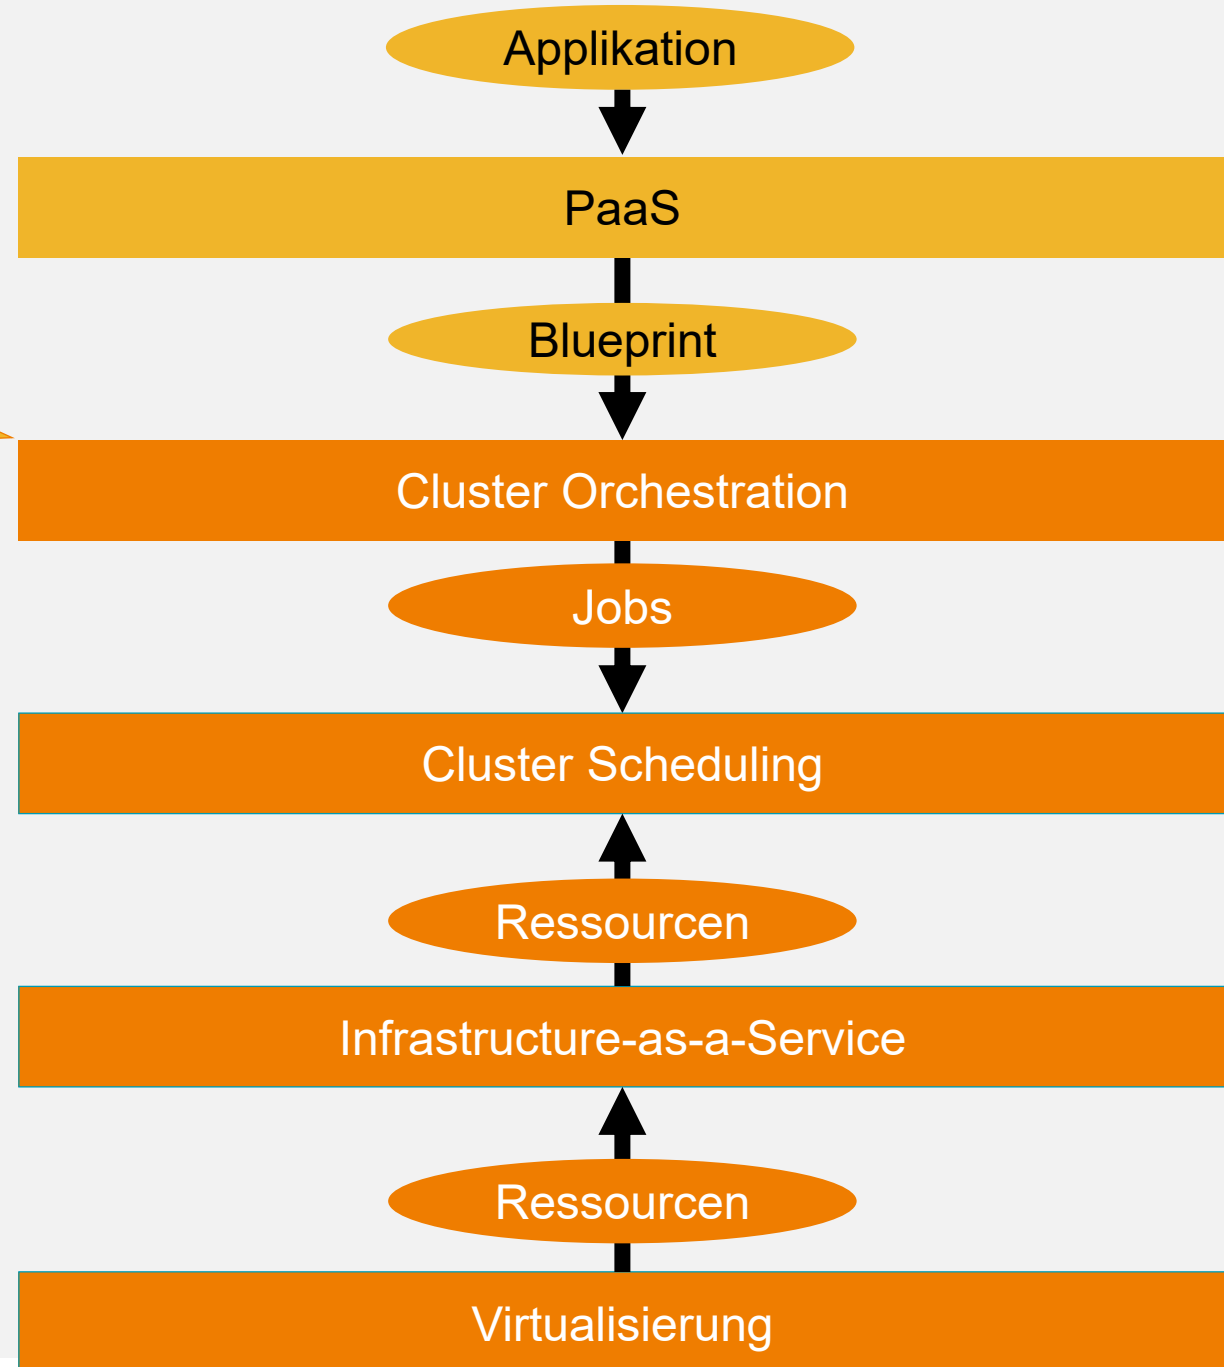 Applikation
PaaS
Blueprint
Cluster Orchestration
Jobs
Cluster Scheduling
Ressourcen
Infrastructure-as-a-Service
Ressourcen
Virtualisierung